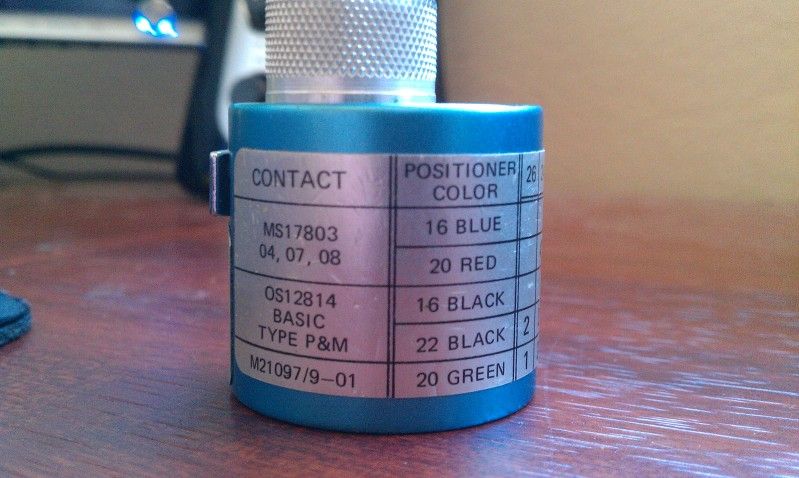 CONTACT
POSITIONER
COLOR
26
MS17803
04, 07, 08
16 BLUE
20 RED
OS12814
BASIC
TYPE P&M
16 BLACK
22 BLACK
2
M21097/9–01
20 GREEN
1